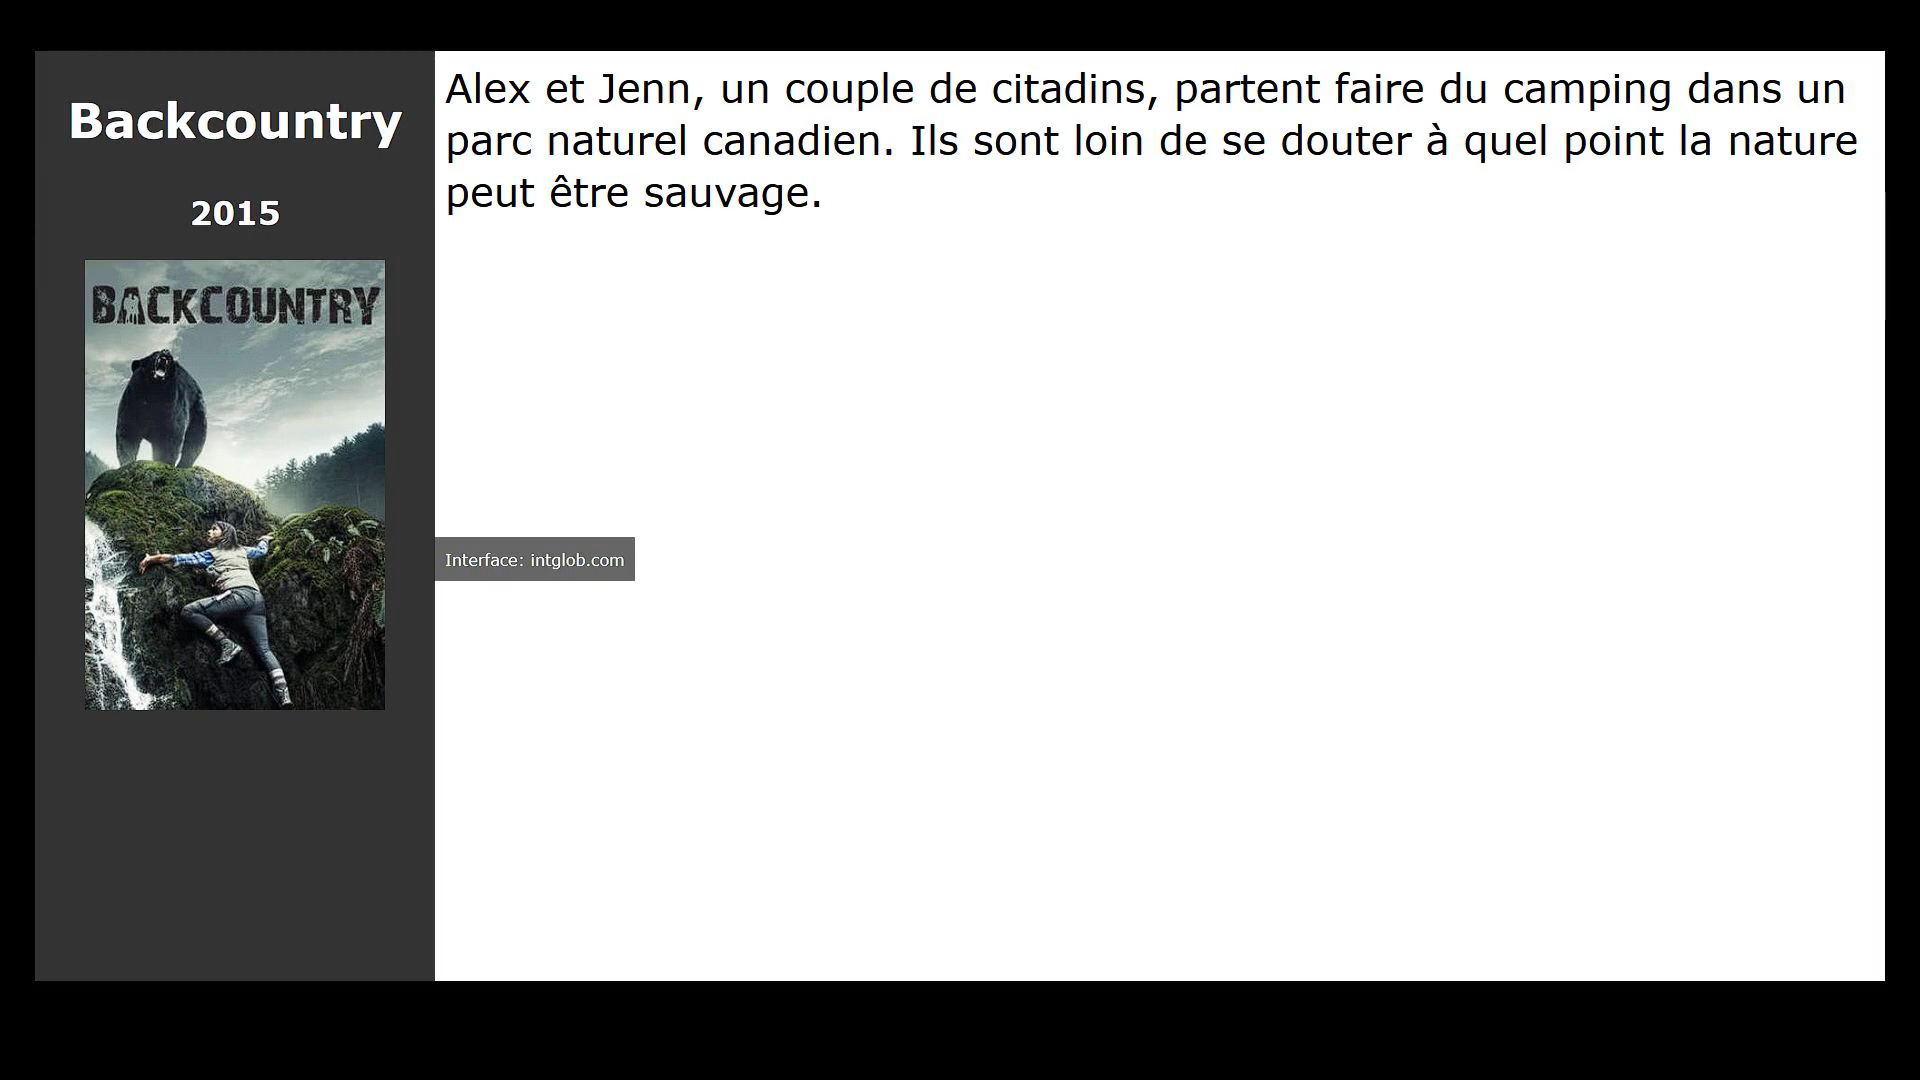 Backcountry
2015
BACKCOUNTRY
Alex et Jenn, un couple de citadins, partent faire du camping dans un
parc naturel canadien. Ils sont loin de se douter à quel point la nature
peut être sauvage.
Interface: intglob.com